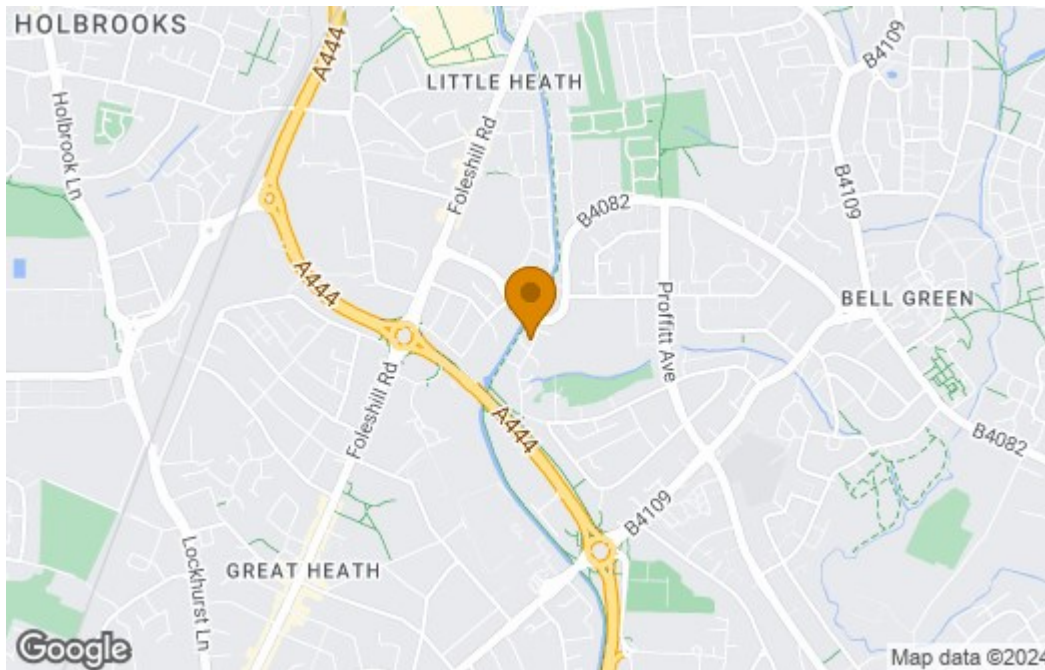 HOLBROOKS
A444
B4109
LITTLE HEATH
Holbrook Ln
Foleshill Rd
B4109
B4082
A444
Proffitt Ave
BELL GREEN
Foleshill Rd
A444
B4082
B4109
Lockhurst Ln
GREAT HEATH
Google
Map data ©2024